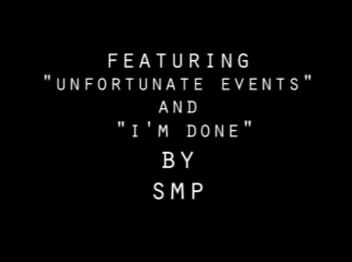 FEATURING
"UNFORTUNATE EVENTS"
AND
"I'M DONE"
BY
SMP